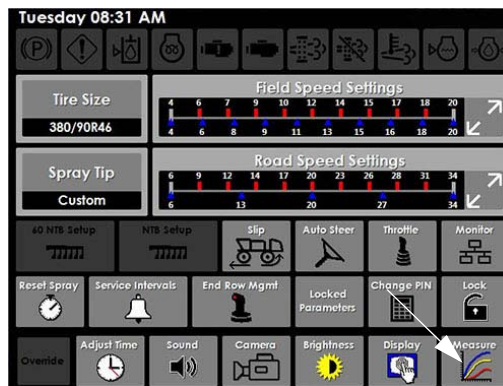 Tuesday 08:31 AM
Tire Size
380/90R46
Field Speed Settings
4 6 7 9 10 12 14 15 17 18 20
4 6 8 9 11 13 15 16 18 20
Spray Tip
Custom
Road Speed Settings
6 9 12 14 17 20 23 26 28 31 34
6 13 20 27 34
60 NTB Setup
NTB Setup
Slip
Auto Steer
Throttle
Monitor
Reset Spray
Service Intervals
End Row Mgmt
Locked
Parameters
Change PIN
Lock
Override
Adjust Time
Sound
Camera
Brightness
Display
Measure